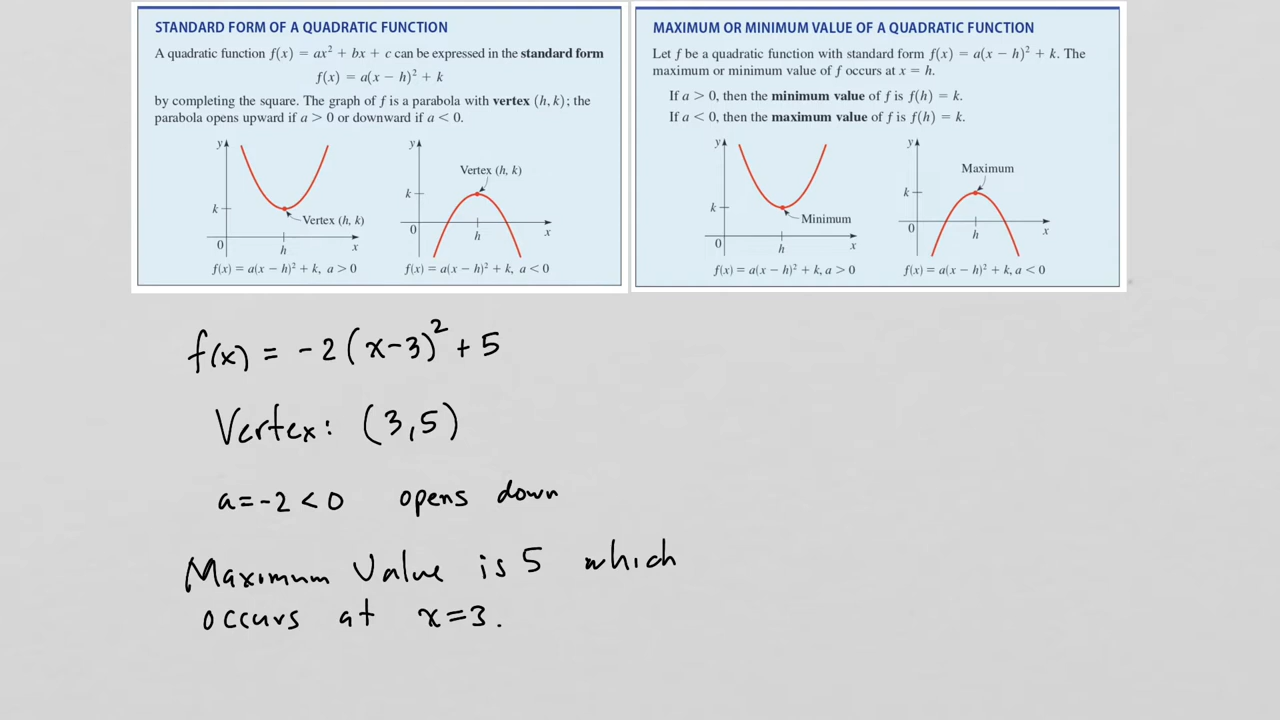 STANDARD FORM OF A QUADRATIC FUNCTION
A quadratic function f(x) = ax² + bx + c can be expressed in the standard form
f(x) = a(x − h)² + k
by completing the square. The graph of f is a parabola with vertex (h, k); the
parabola opens upward if a > 0 or downward if a < 0.
y
k
Vertex (h, k)
0
h
x
f(x) = a(x − h)² + k, a > 0
y
Vertex (h, k)
k
0
h
x
f(x) = a(x − h)² + k, a < 0
MAXIMUM OR MINIMUM VALUE OF A QUADRATIC FUNCTION
Let f be a quadratic function with standard form f(x) = a(x − h)² + k. The
maximum or minimum value of f occurs at x = h.
If a > 0, then the minimum value of f is f(h) = k.
If a < 0, then the maximum value of f is f(h) = k.
y
k
Minimum
0
h
x
f(x) = a(x − h)² + k, a > 0
y
Maximum
k
0
h
x
f(x) = a(x − h)² + k, a < 0
f(x) = -2(x-3)² + 5
Vertex: (3,5)
a=-2 < 0 opens down
Maximum Value is 5 which
occurs at x=3.